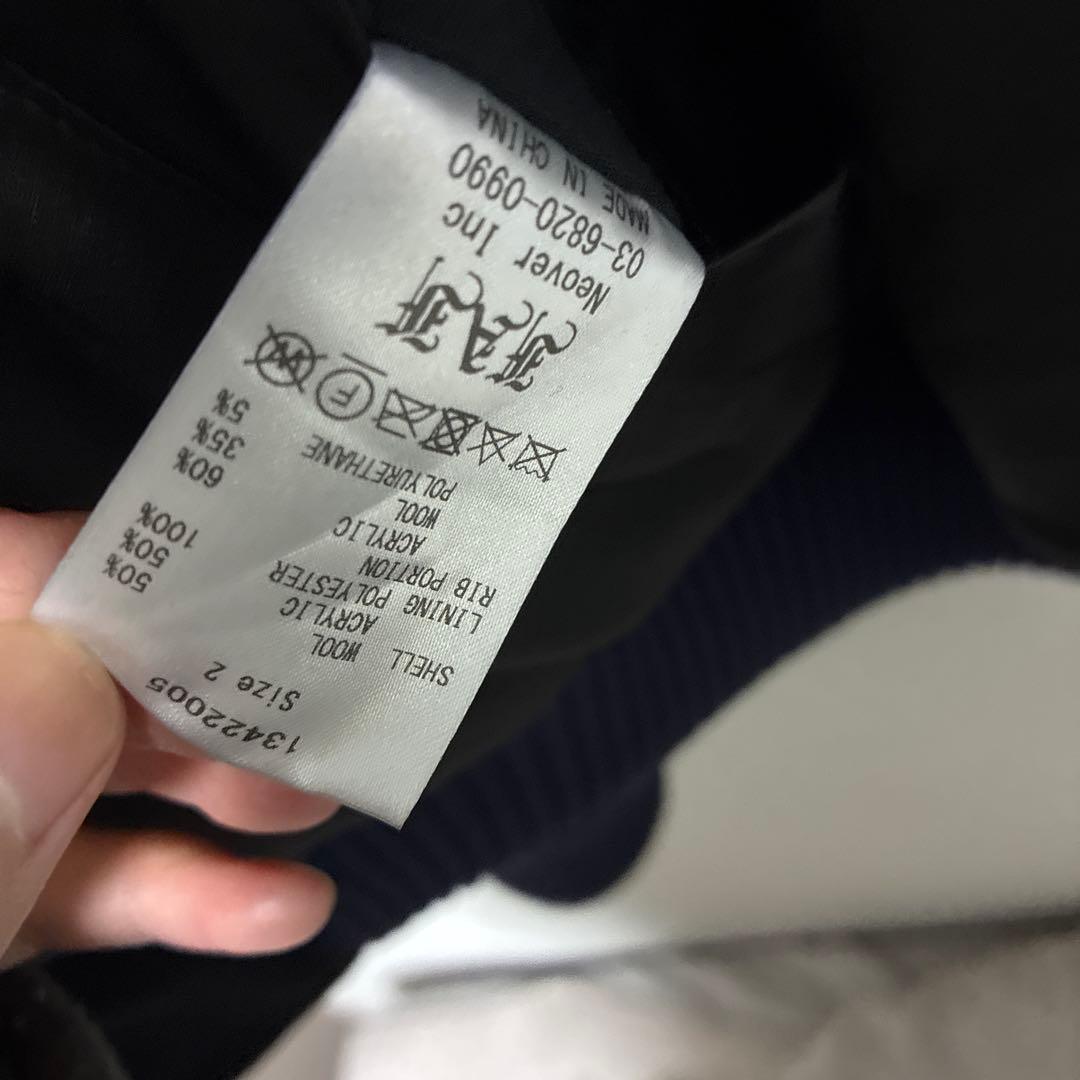 13422005
Size 2
SHELL WOOL 50%
ACRYLIC 50%
LINING POLYESTER 100%
RIB PORTION
ACRYLIC 60%
WOOL 35%
POLYURETHANE 5%
F W
FAF
Neover Inc
03-6820-0990
MADE IN CHINA